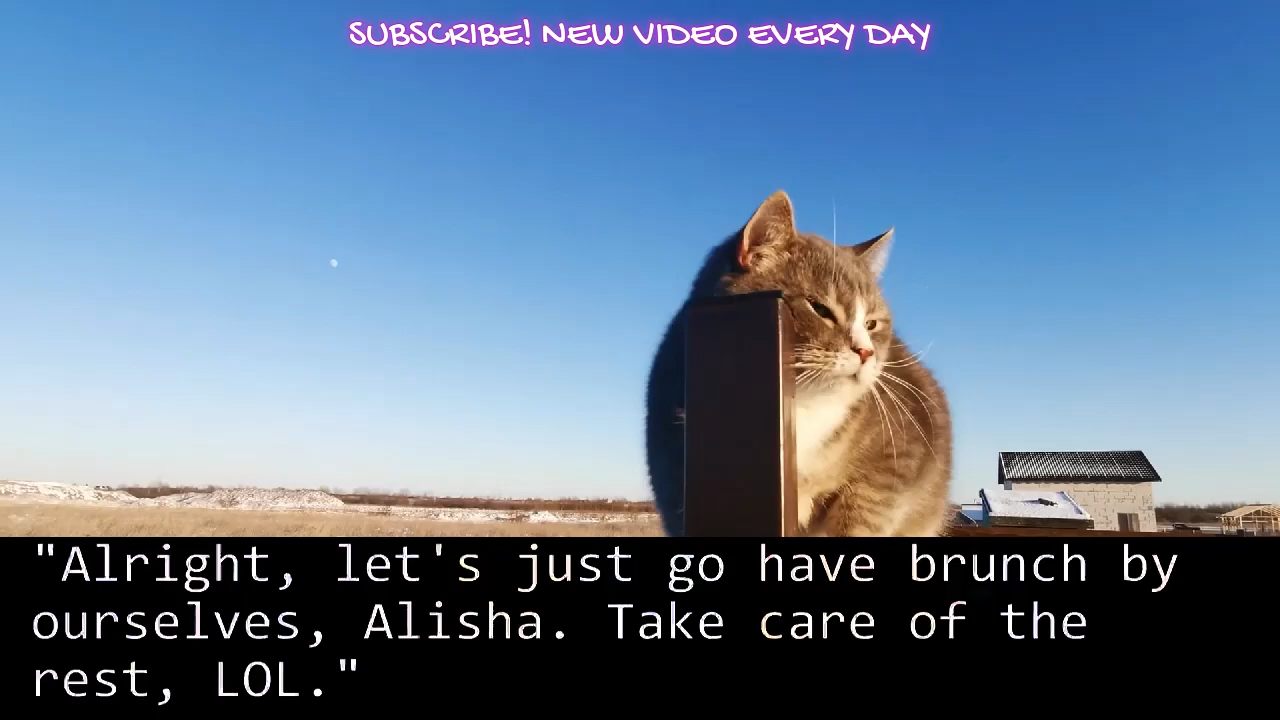 SUBSCRIBE! NEW VIDEO EVERY DAY
"Alright, let's just go have brunch by
ourselves, Alisha. Take care of the
rest, LOL."